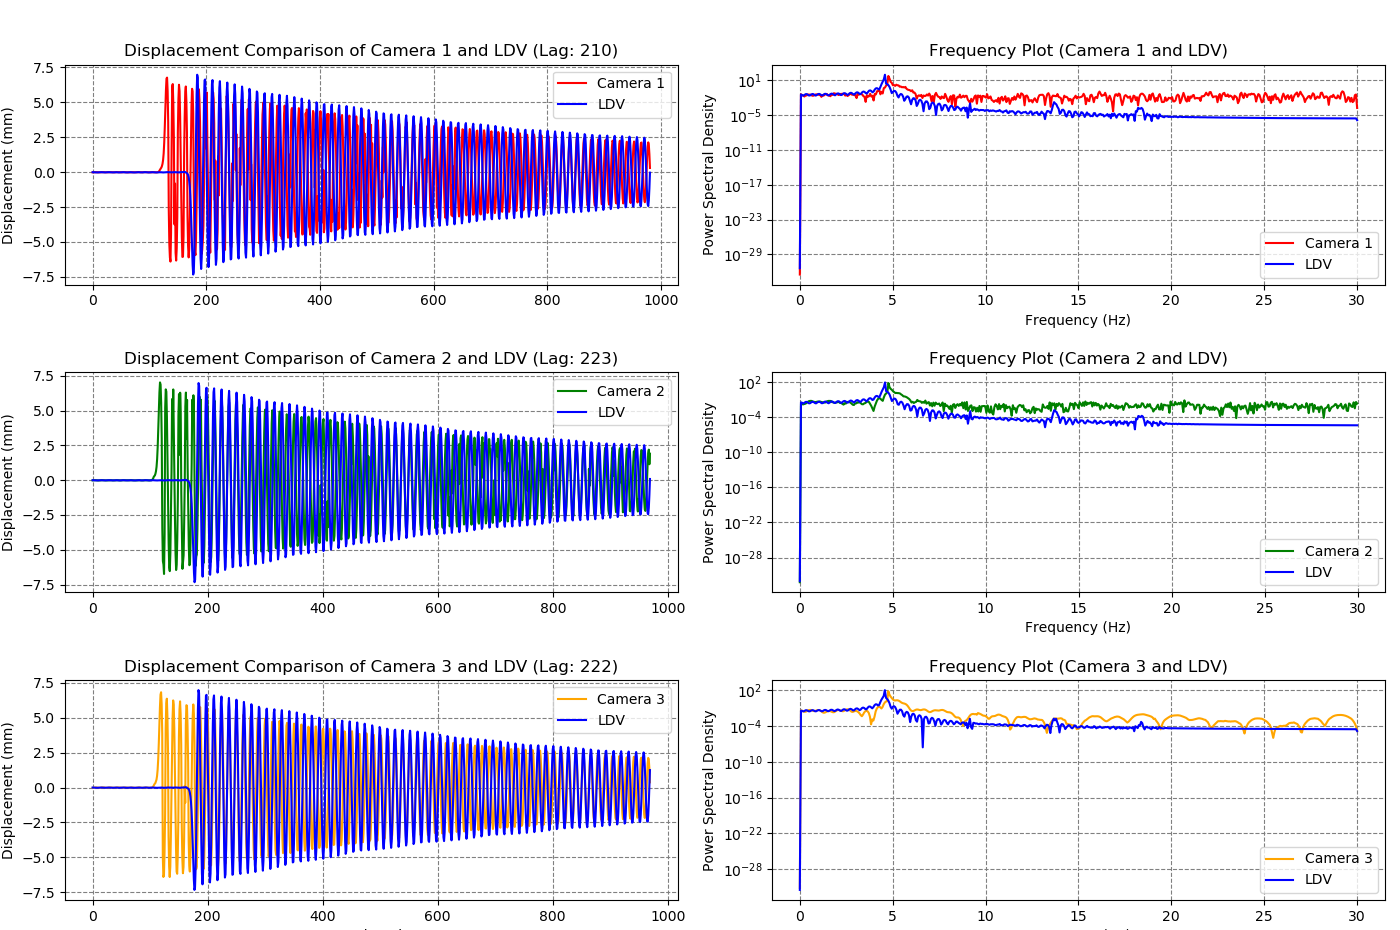 Displacement Comparison of Camera 1 and LDV (Lag: 210)
Displacement (mm)
7.5
5.0
2.5
0.0
−2.5
−5.0
−7.5
0 200 400 600 800 1000
Camera 1
LDV
Frequency Plot (Camera 1 and LDV)
Power Spectral Density
10^1
10^−5
10^−11
10^−17
10^−23
10^−29
0 5 10 15 20 25 30
Frequency (Hz)
Camera 1
LDV
Displacement Comparison of Camera 2 and LDV (Lag: 223)
Displacement (mm)
7.5
5.0
2.5
0.0
−2.5
−5.0
−7.5
0 200 400 600 800 1000
Camera 2
LDV
Frequency Plot (Camera 2 and LDV)
Power Spectral Density
10^2
10^−4
10^−10
10^−16
10^−22
10^−28
0 5 10 15 20 25 30
Frequency (Hz)
Camera 2
LDV
Displacement Comparison of Camera 3 and LDV (Lag: 222)
Displacement (mm)
7.5
5.0
2.5
0.0
−2.5
−5.0
−7.5
0 200 400 600 800 1000
Camera 3
LDV
Frequency Plot (Camera 3 and LDV)
Power Spectral Density
10^2
10^−4
10^−10
10^−16
10^−22
10^−28
0 5 10 15 20 25 30
Camera 3
LDV